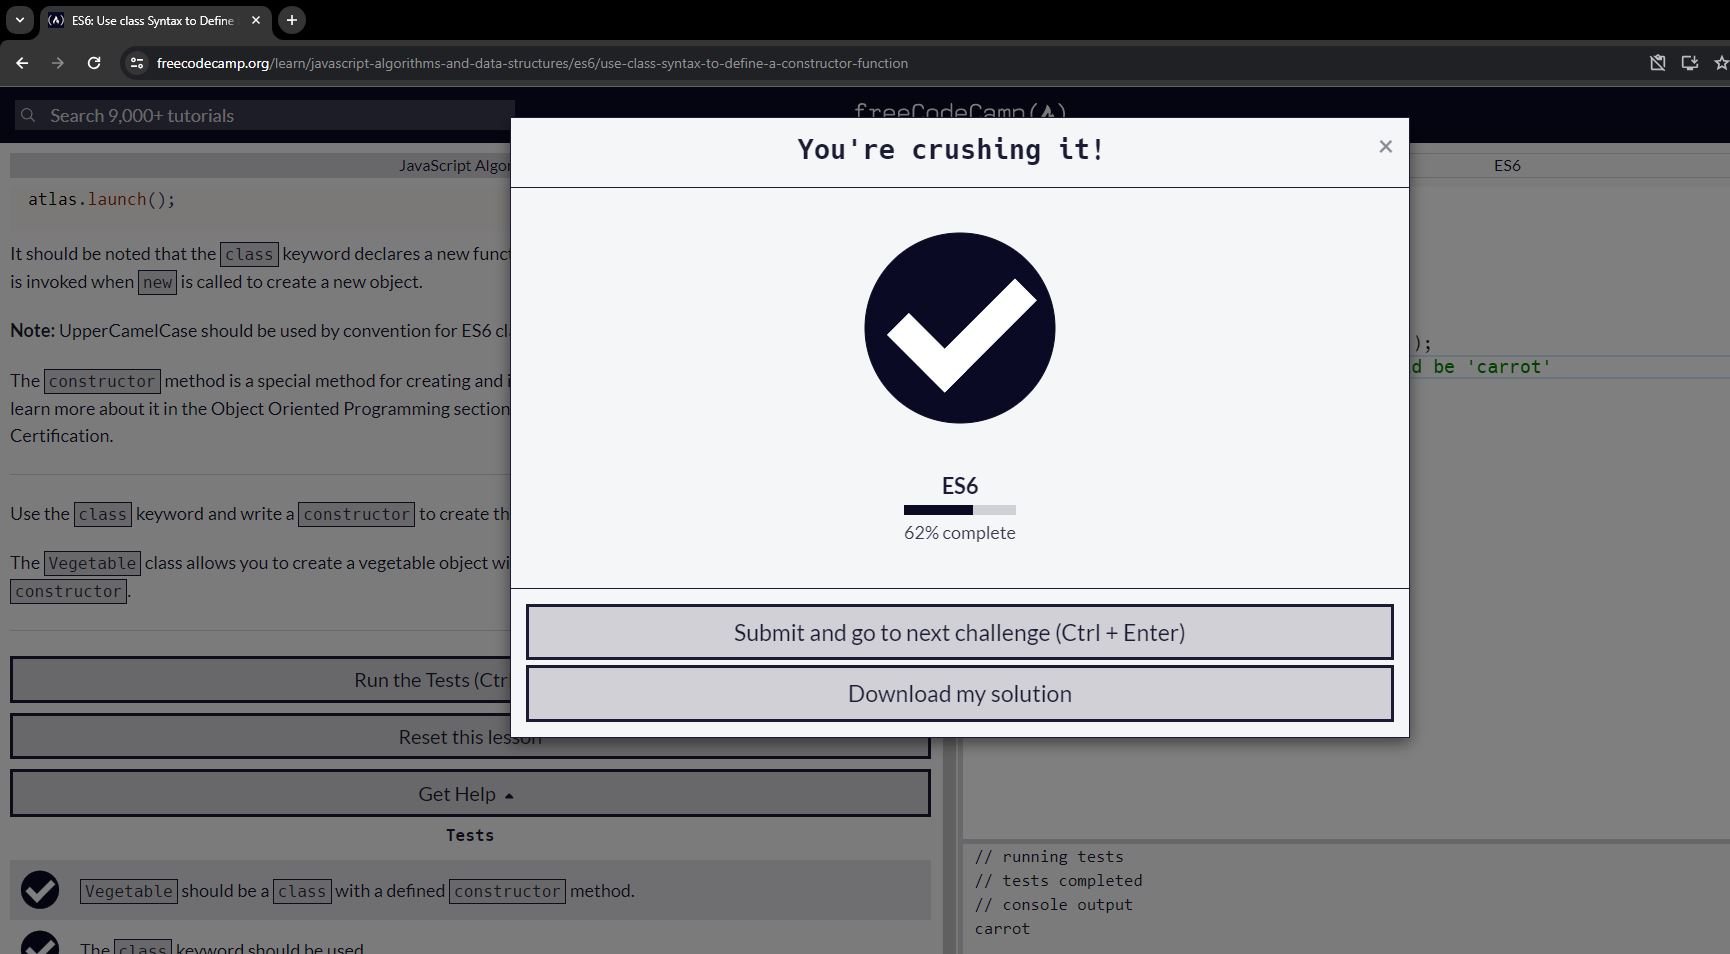 ES6: Use class Syntax to Define
freecodecamp.org/learn/javascript-algorithms-and-data-structures/es6/use-class-syntax-to-define-a-constructor-function
Search 9,000+ tutorials
freeCodeCamp
JavaScript Algor
ES6
atlas.launch();
It should be noted that the class keyword declares a new func
is invoked when new is called to create a new object.
Note: UpperCamelCase should be used by convention for ES6 cl
The constructor method is a special method for creating and i
learn more about it in the Object Oriented Programming section
Certification.
Use the class keyword and write a constructor to create th
The Vegetable class allows you to create a vegetable object wi
constructor.
Run the Tests (Ctrl
Reset this lesson
Get Help
Tests
Vegetable should be a class with a defined constructor method.
The class keyword should be used.
You're crushing it!
×
ES6
62% complete
Submit and go to next challenge (Ctrl + Enter)
Download my solution
);
d be 'carrot'
// running tests
// tests completed
// console output
carrot